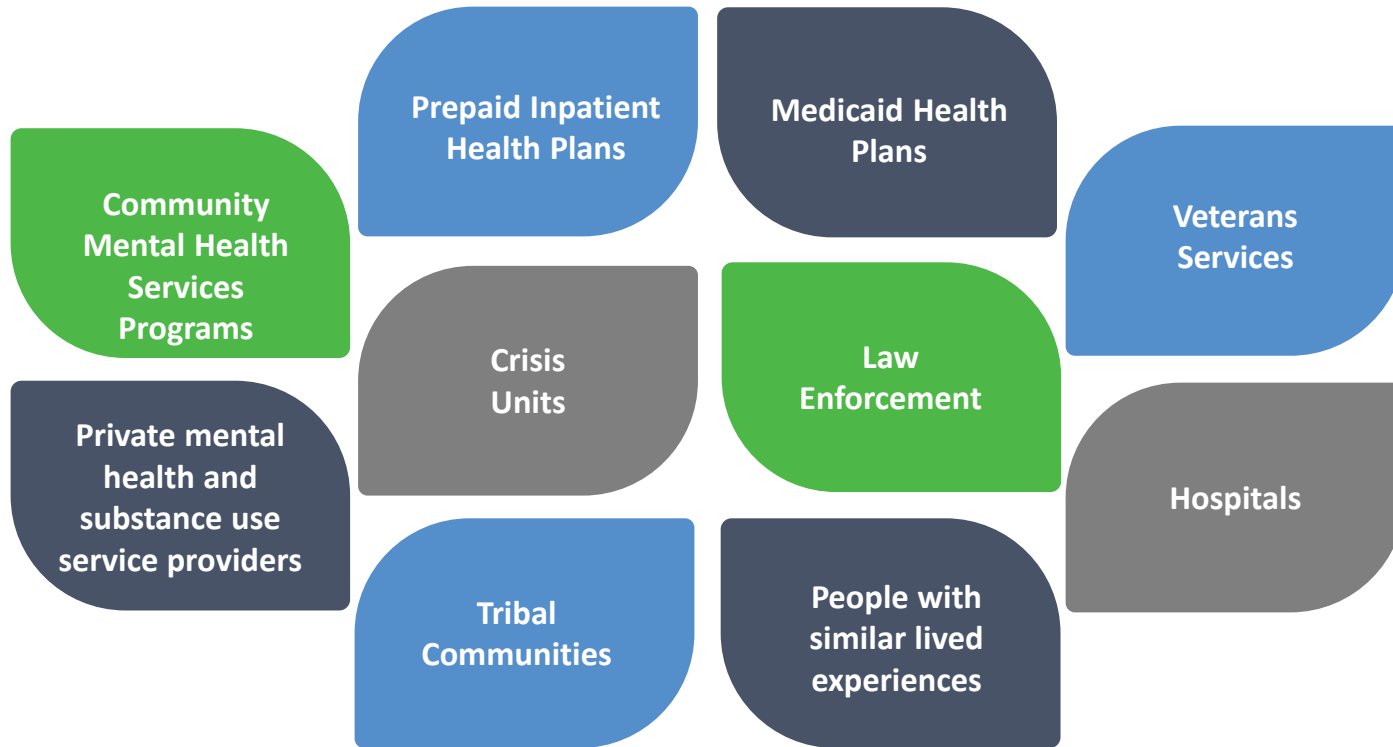 Prepaid Inpatient
Health Plans
Medicaid Health
Plans
Community
Mental Health
Services
Programs
Veterans
Services
Crisis
Units
Law
Enforcement
Private mental
health and
substance use
service providers
Hospitals
Tribal
Communities
People with
similar lived
experiences